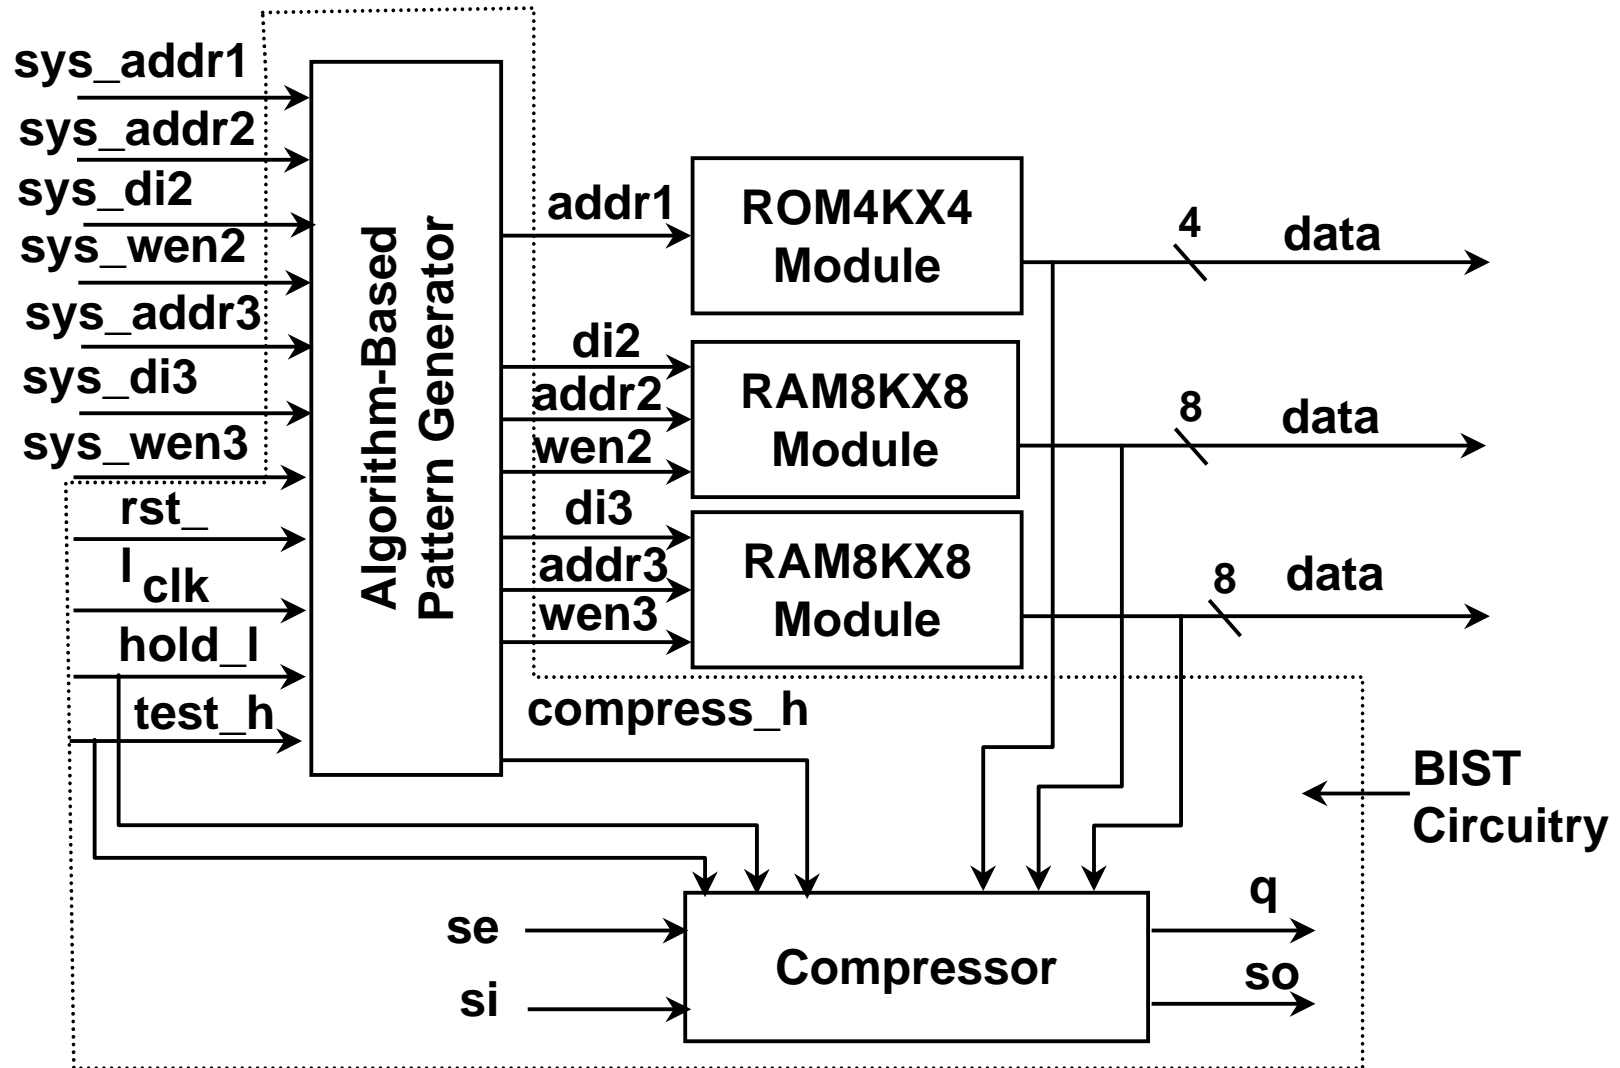 sys_addr1
sys_addr2
sys_di2
sys_wen2
sys_addr3
sys_di3
sys_wen3
rst_
l
clk
hold_l
test_h
Algorithm-Based
Pattern Generator
addr1
di2
addr2
wen2
di3
addr3
wen3
compress_h
ROM4KX4
Module
RAM8KX8
Module
RAM8KX8
Module
4
data
8
data
8
data
BIST
Circuitry
se
si
Compressor
q
so